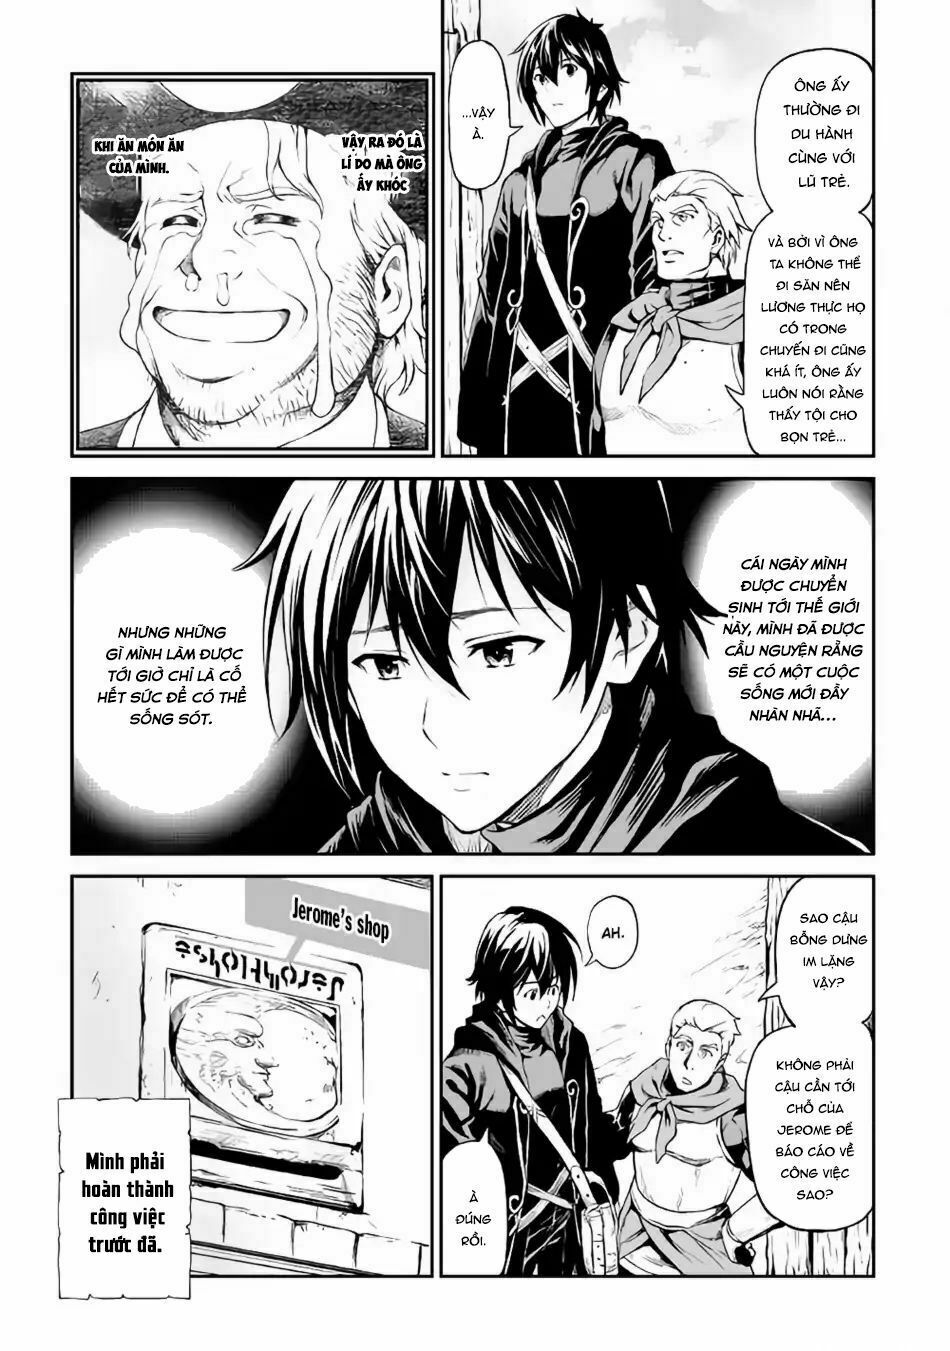 ÔNG ẤY
THƯỜNG ĐI
DU HÀNH
CÙNG VỚI
LŨ TRẺ.
VÀ BỞI VÌ ÔNG
TA KHÔNG THỂ
ĐI SĂN NÊN
LƯƠNG THỰC HỌ
CÓ TRONG
CHUYẾN ĐI CŨNG
KHÁ ÍT, ÔNG ẤY
LUÔN NÓI RẰNG
THẤY TỘI CHO
BỌN TRẺ...
...VẬY
À.
VẬY RA ĐÓ LÀ
LÍ DO MÀ ÔNG
ẤY KHÓC
KHI ĂN MÓN ĂN
CỦA MÌNH.
CÁI NGÀY MÌNH
ĐƯỢC CHUYỂN
SINH TỚI THẾ GIỚI
NÀY, MÌNH ĐÃ ĐƯỢC
CẦU NGUYỆN RẰNG
SẼ CÓ MỘT CUỘC
SỐNG MỚI ĐẦY
NHÀN NHÃ...
NHƯNG NHỮNG
GÌ MÌNH LÀM ĐƯỢC
TỚI GIỜ CHỈ LÀ CỐ
HẾT SỨC ĐỂ CÓ THỂ
SỐNG SÓT.
SAO CẬU
BỖNG DƯNG
IM LẶNG
VẬY?
KHÔNG PHẢI
CẬU CẦN TỚI
CHỖ CỦA
JEROME ĐỂ
BÁO CÁO VỀ
CÔNG VIỆC
SAO?
AH.
À
ĐÚNG
RỒI.
Jerome's shop
Mình phải
hoàn thành
công việc
trước đã.